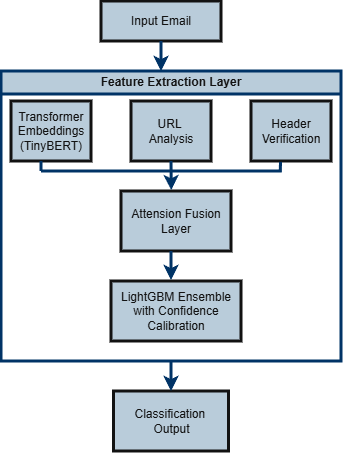 Input Email
Feature Extraction Layer
Transformer
Embeddings
(TinyBERT)
URL
Analysis
Header
Verification
Attension Fusion
Layer
LightGBM Ensemble
with Confidence
Calibration
Classification
Output